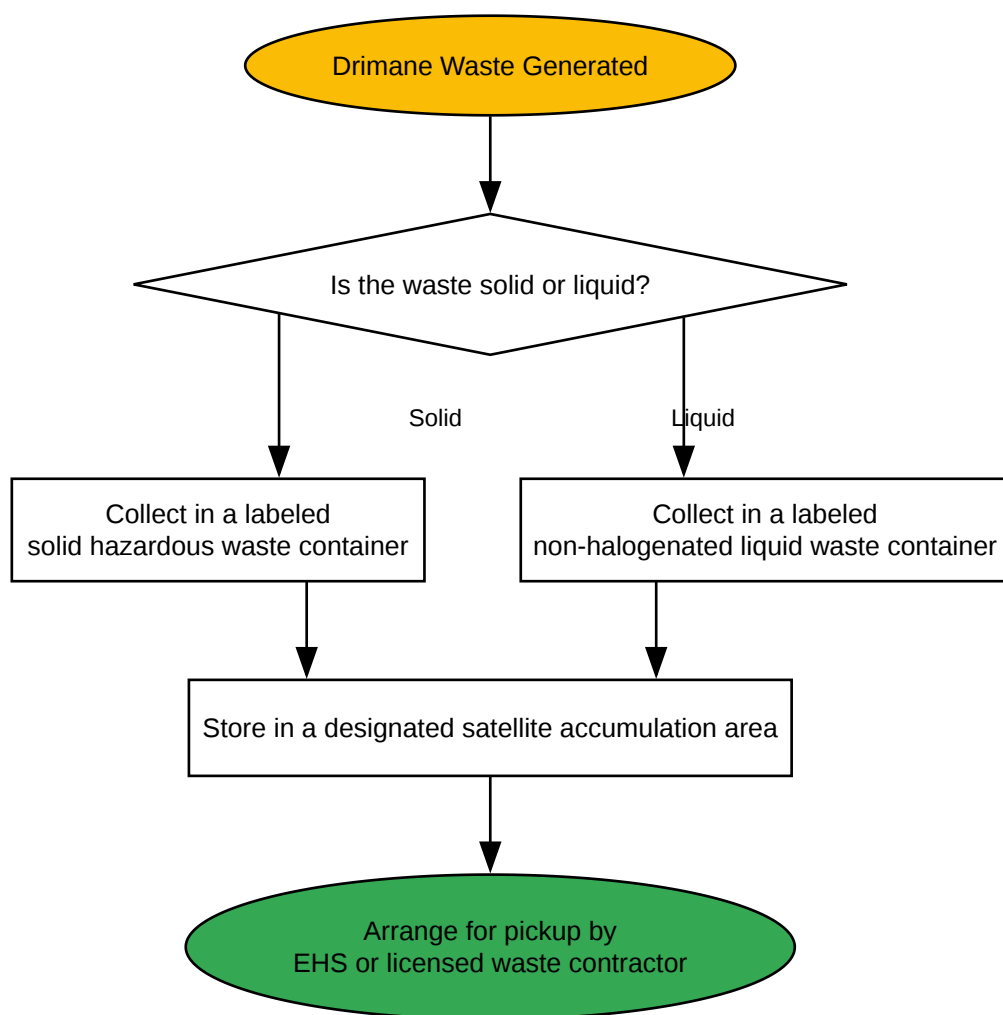 Drimane Waste Generated
Is the waste solid or liquid?
Solid
Liquid
Collect in a labeled
solid hazardous waste container
Collect in a labeled
non-halogenated liquid waste container
Store in a designated satellite accumulation area
Arrange for pickup by
EHS or licensed waste contractor